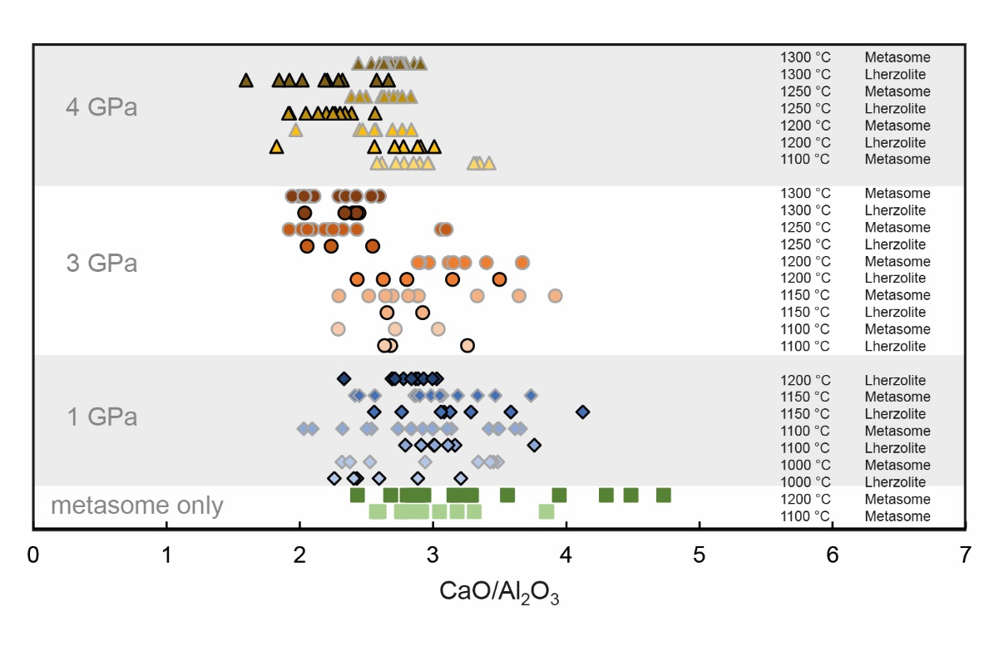 4 GPa
1300 °C Metasome
1300 °C Lherzolite
1250 °C Metasome
1250 °C Lherzolite
1200 °C Metasome
1200 °C Lherzolite
1100 °C Metasome
3 GPa
1300 °C Metasome
1300 °C Lherzolite
1250 °C Metasome
1250 °C Lherzolite
1200 °C Metasome
1200 °C Lherzolite
1150 °C Metasome
1150 °C Lherzolite
1100 °C Metasome
1100 °C Lherzolite
1 GPa
1200 °C Lherzolite
1150 °C Metasome
1150 °C Lherzolite
1100 °C Metasome
1100 °C Lherzolite
1000 °C Metasome
1000 °C Lherzolite
metasome only
1200 °C Metasome
1100 °C Metasome
0 1 2 3 4 5 6 7
CaO/Al₂O₃